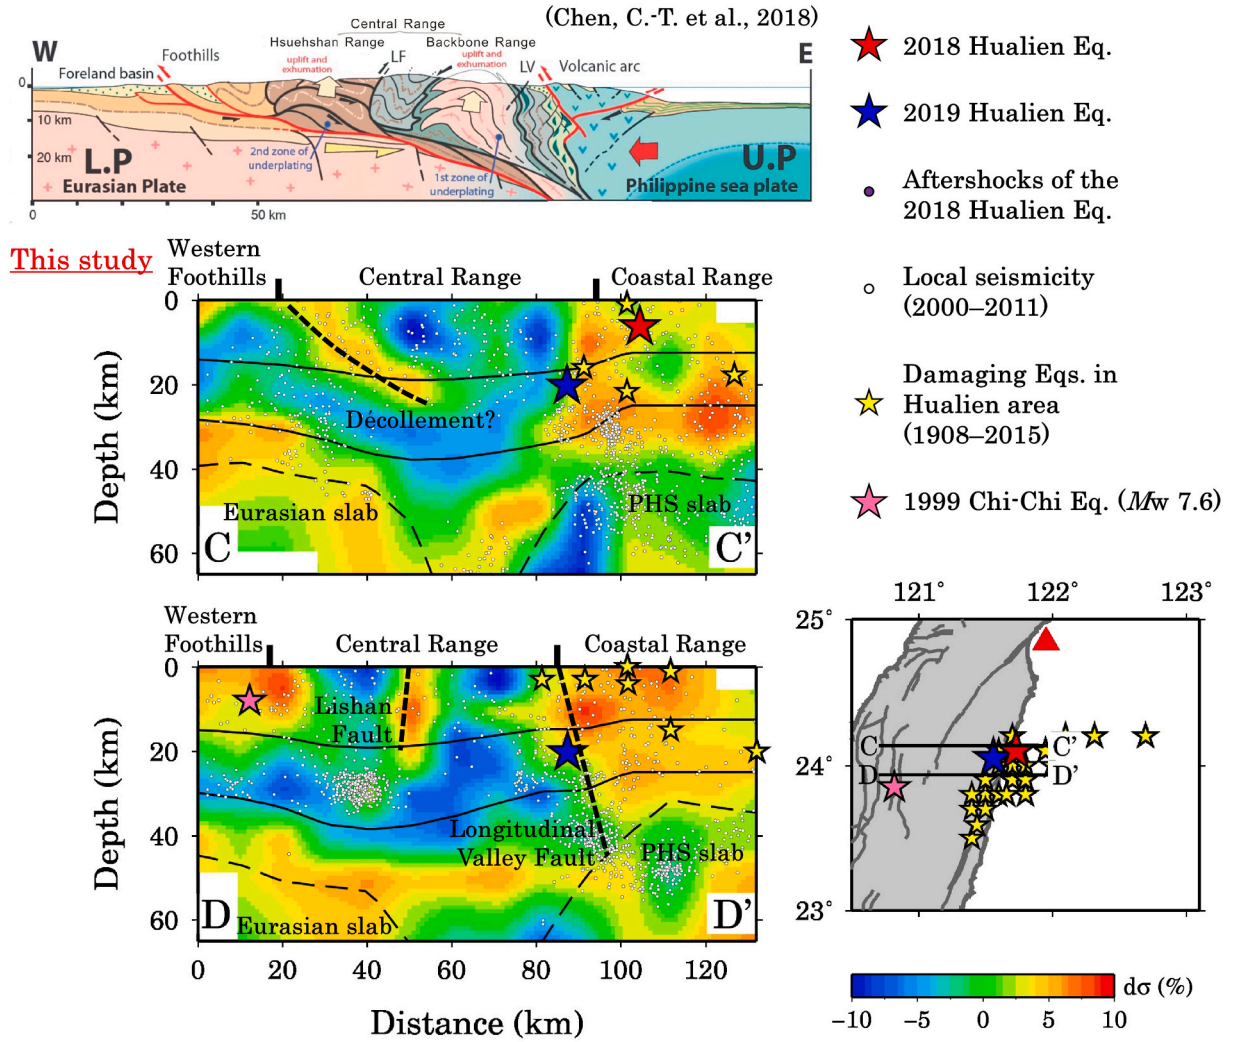 (Chen, C.-T. et al., 2018)
Central Range
Hsuehshan Range
Backbone Range
W
E
Foothills
uplift and
exhumation
LF
uplift and
exhumation
LV
Volcanic arc
Foreland basin
0
10 km
20 km
L.P
Eurasian Plate
2nd zone of
underplating
1st zone of
underplating
U.P
Philippine sea plate
0
50 km
2018 Hualien Eq.
2019 Hualien Eq.
Aftershocks of the
2018 Hualien Eq.
Local seismicity
(2000–2011)
Damaging Eqs. in
Hualien area
(1908–2015)
1999 Chi-Chi Eq. (Mw 7.6)
This study
Western
Foothills
Central Range
Coastal Range
0
20
40
60
Depth (km)
Décollement?
Eurasian slab
PHS slab
C
C’
Western
Foothills
Central Range
Coastal Range
0
20
40
60
Depth (km)
Lishan
Fault
Longitudinal
Valley Fault
PHS slab
Eurasian slab
D
D’
0
20
40
60
80
100
120
Distance (km)
121°
122°
123°
25°
24°
23°
C
C’
D
D’
dσ (%)
−10
−5
0
5
10